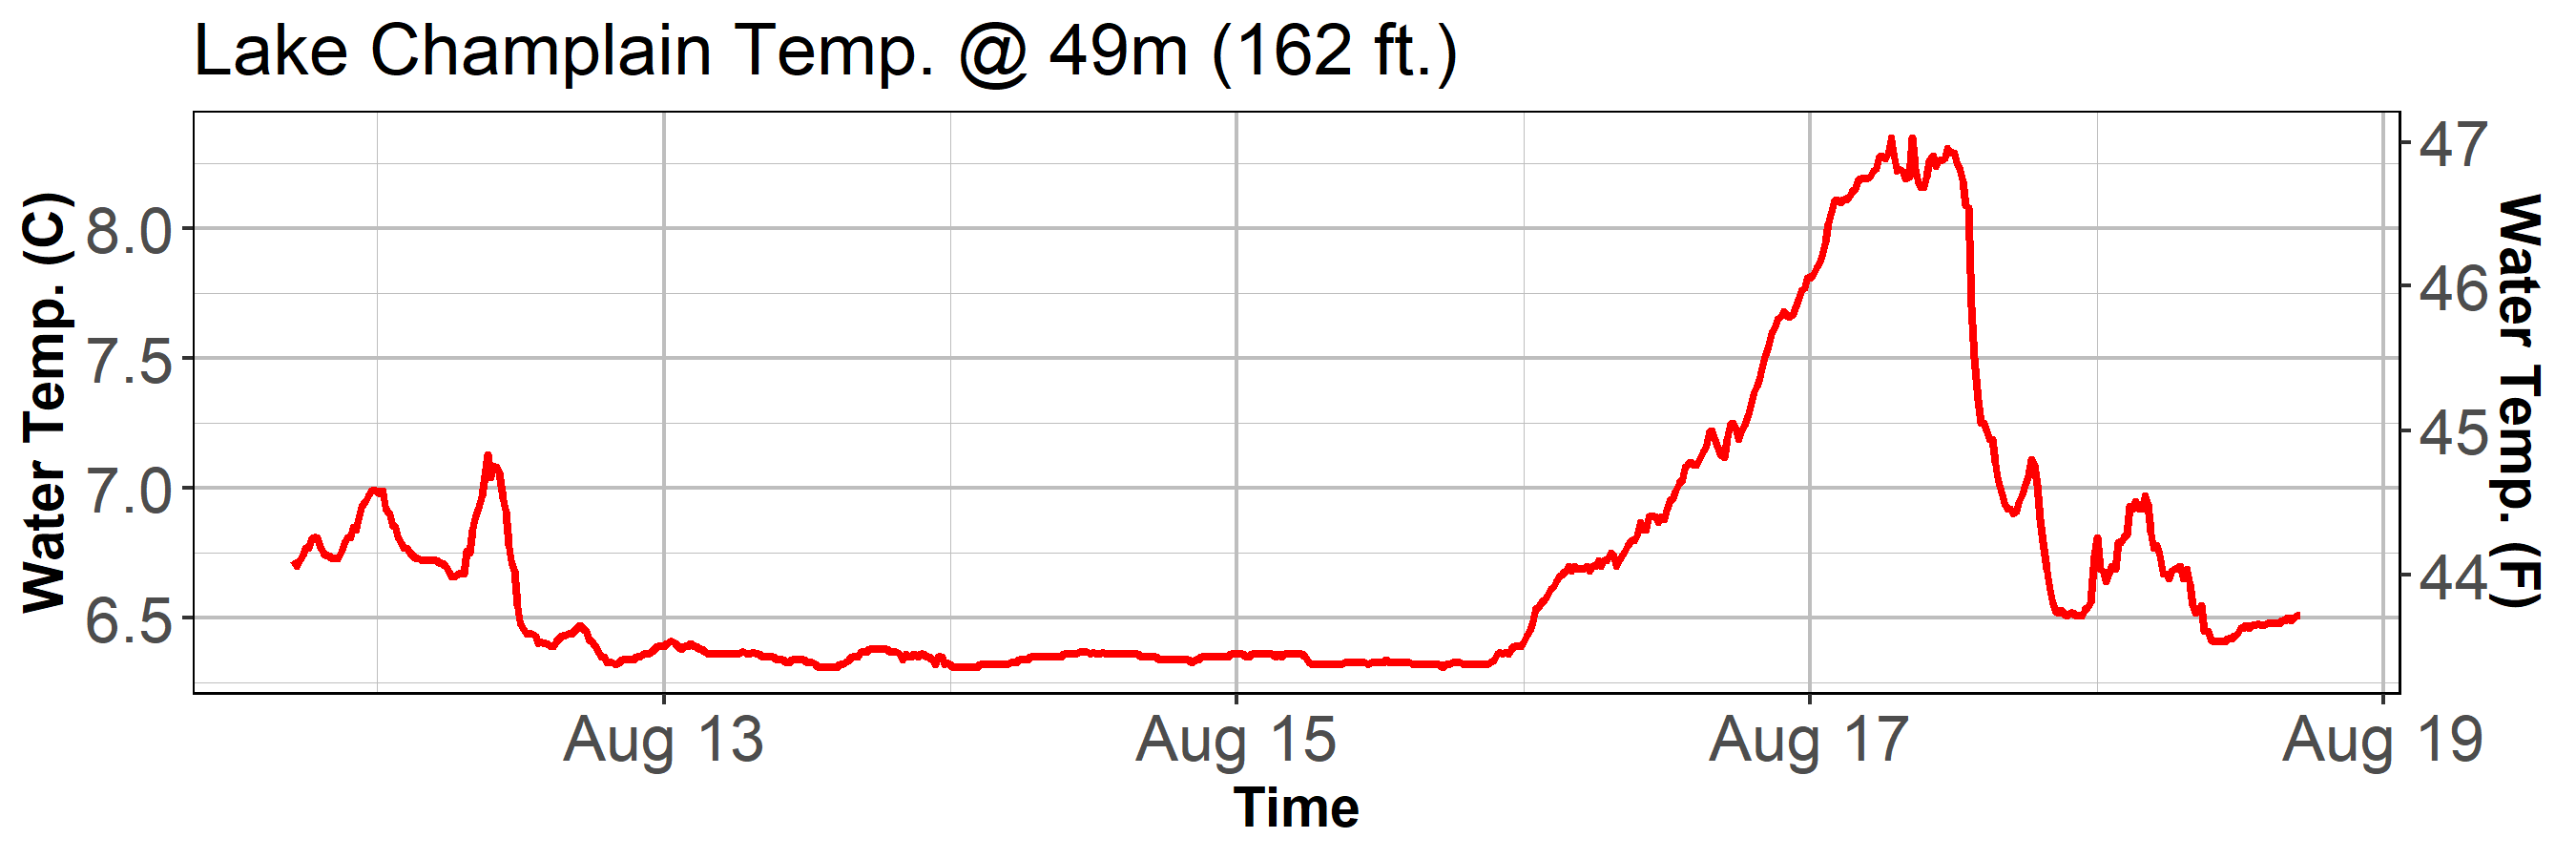 Lake Champlain Temp. @ 49m (162 ft.)
Water Temp. (C)
8.0
7.5
7.0
6.5
47
46
45
44
Water Temp. (F)
Aug 13
Aug 15
Aug 17
Aug 19
Time